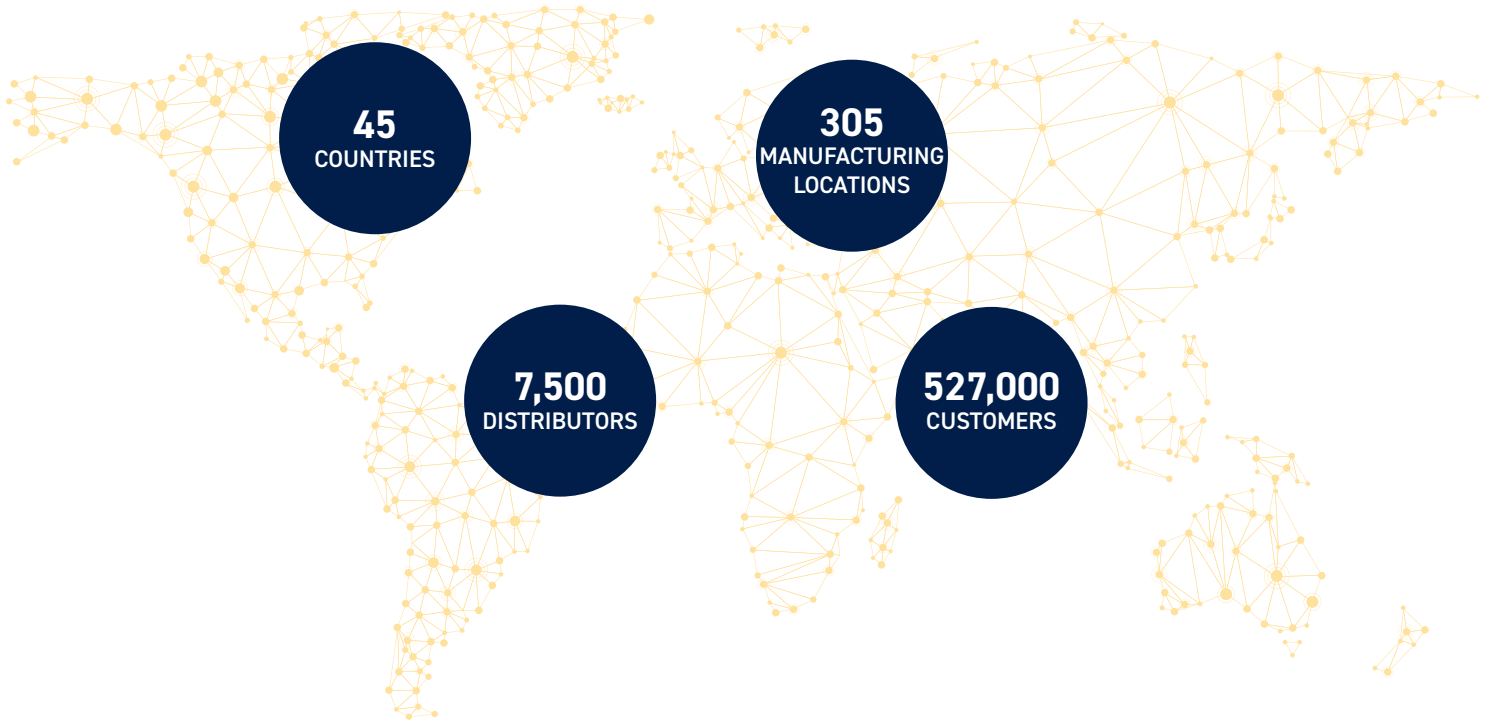 45
COUNTRIES
305
MANUFACTURING
LOCATIONS
7,500
DISTRIBUTORS
527,000
CUSTOMERS